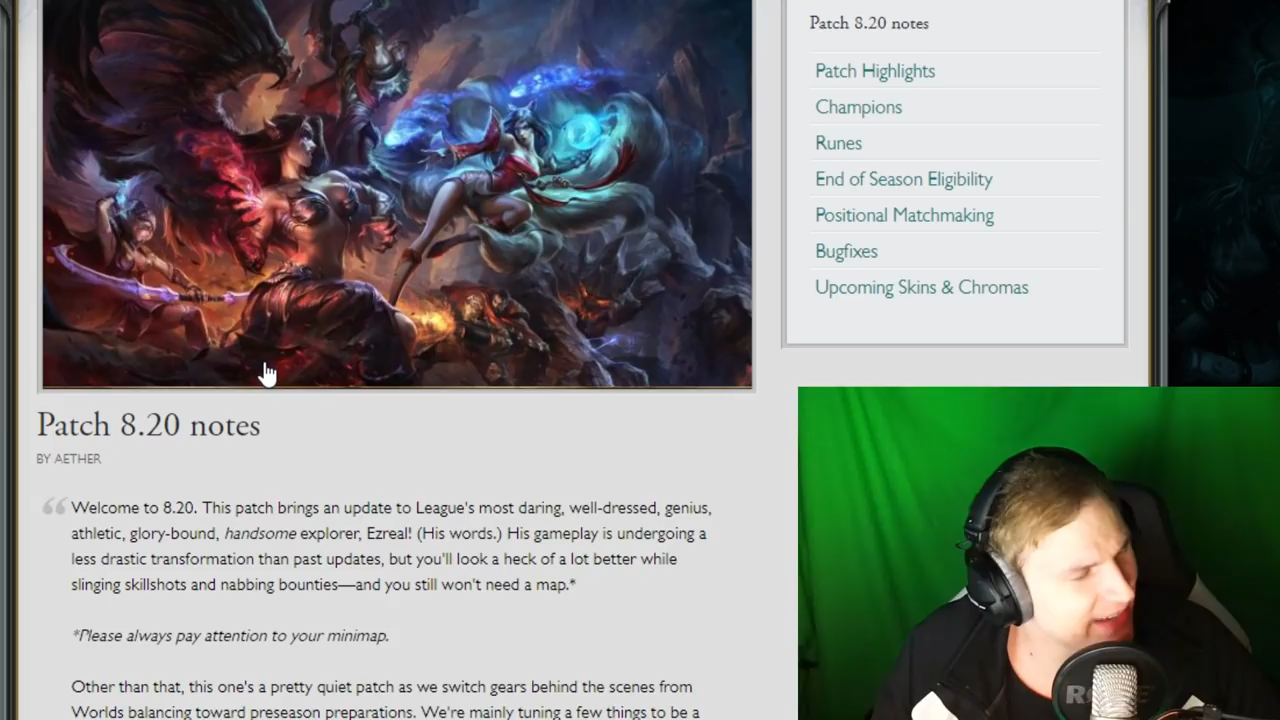 Patch 8.20 notes
Patch Highlights
Champions
Runes
End of Season Eligibility
Positional Matchmaking
Bugfixes
Upcoming Skins & Chromas
Patch 8.20 notes
BY AETHER
Welcome to 8.20. This patch brings an update to League's most daring, well-dressed, genius,
athletic, glory-bound, handsome explorer, Ezreal! (His words.) His gameplay is undergoing a
less drastic transformation than past updates, but you'll look a heck of a lot better while
slinging skillshots and nabbing bounties—and you still won't need a map.*
*Please always pay attention to your minimap.
Other than that, this one's a pretty quiet patch as we switch gears behind the scenes from
Worlds balancing toward preseason preparations. We're mainly tuning a few things to be a